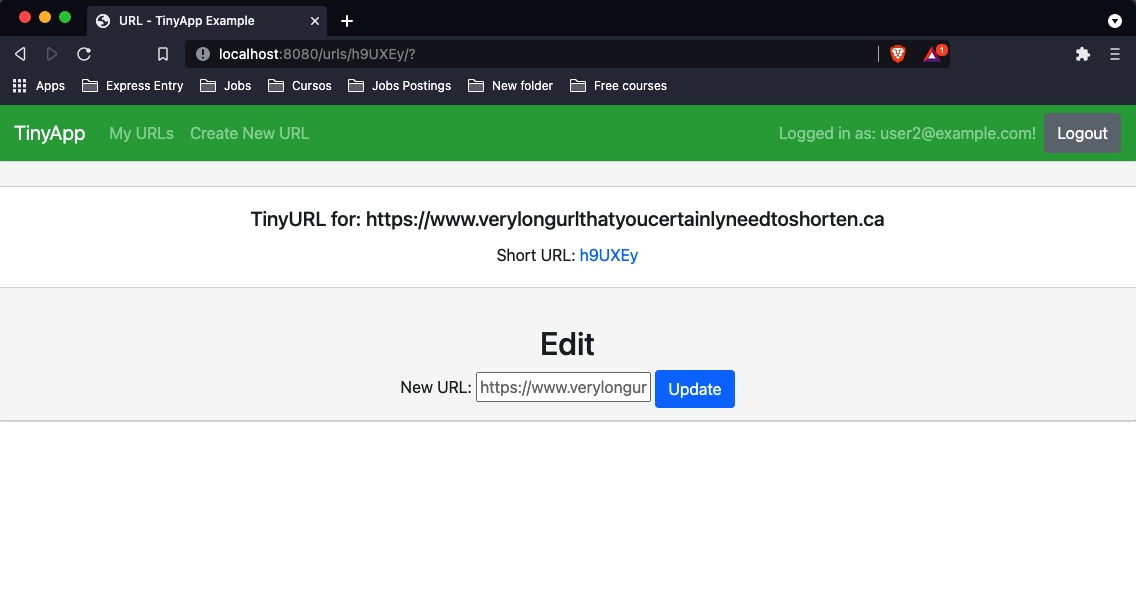 URL - TinyApp Example
localhost:8080/urls/h9UXEy/?
1
Apps Express Entry Jobs Cursos Jobs Postings New folder Free courses
TinyApp My URLs Create New URL Logged in as: user2@example.com! Logout
TinyURL for: https://www.verylongurlthatyoucertainlyneedtoshorten.ca
Short URL: h9UXEy
Edit
New URL: https://www.verylongur Update